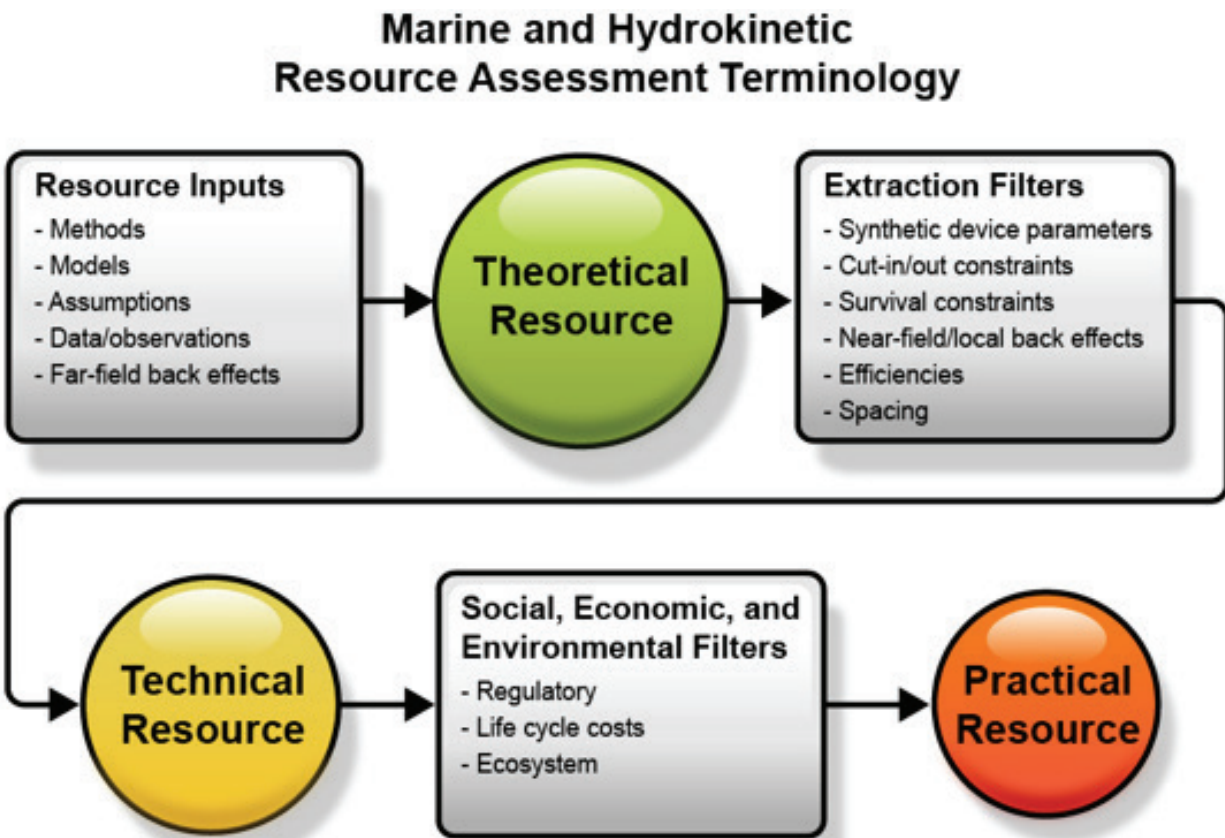 Marine and Hydrokinetic
Resource Assessment Terminology
Resource Inputs
- Methods
- Models
- Assumptions
- Data/observations
- Far-field back effects
Theoretical
Resource
Extraction Filters
- Synthetic device parameters
- Cut-in/out constraints
- Survival constraints
- Near-field/local back effects
- Efficiencies
- Spacing
Technical
Resource
Social, Economic, and
Environmental Filters
- Regulatory
- Life cycle costs
- Ecosystem
Practical
Resource